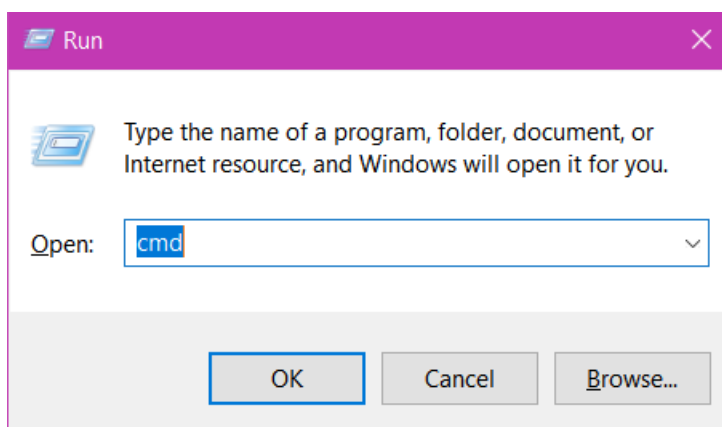 Run
Type the name of a program, folder, document, or
Internet resource, and Windows will open it for you.
Open: cmd
OK Cancel Browse...